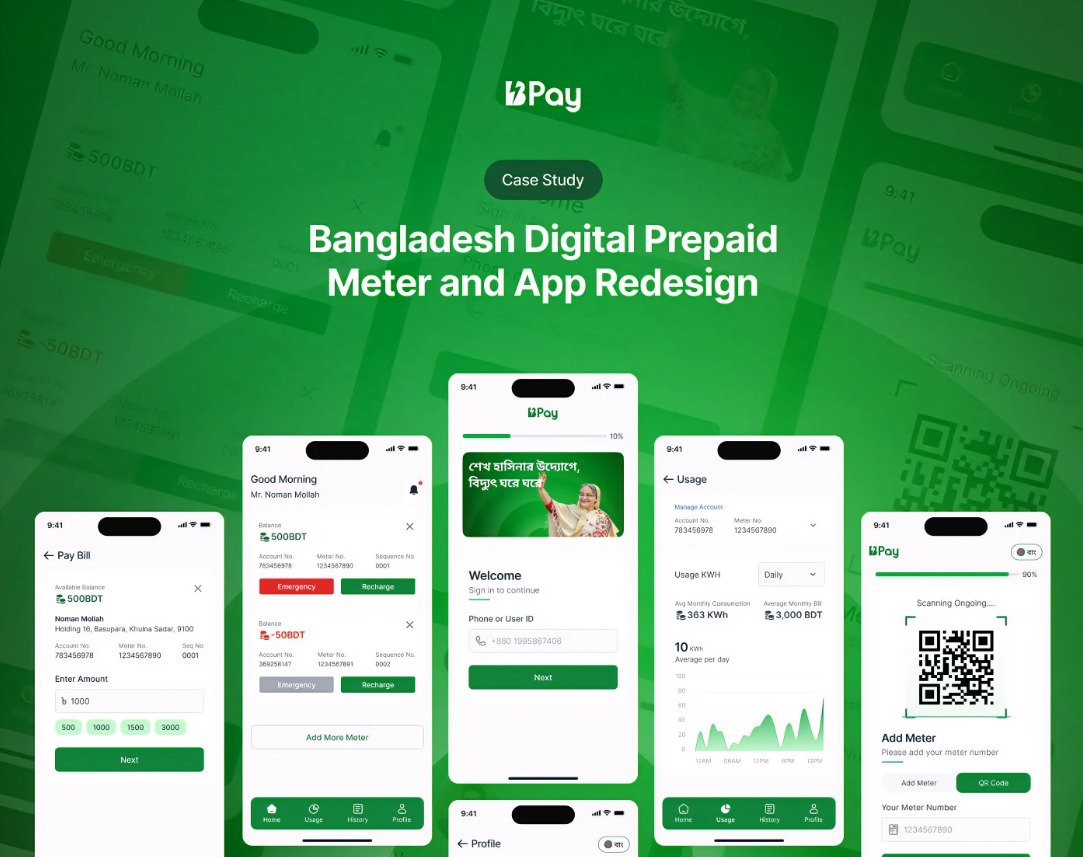 Good Morning
Mr. Noman Mollah
500BDT
Emergency
Recharge
-50BDT
9:41
Pay
Scanning Ongoing
BPay
Case Study
Bangladesh Digital Prepaid
Meter and App Redesign
9:41
Pay Bill
Available Balance
500BDT
Noman Mollah
Holding 16, Basupara, Khulna Sadar, 9100
Account No. Meter No. Seq No
783456978 1234567890 0001
Enter Amount
৳ 1000
500 1000 1500 3000
Next
9:41
Good Morning
Mr. Noman Mollah
Balance
500BDT
Account No. Meter No. Sequence No.
783456978 1234567890 0001
Emergency Recharge
Balance
-50BDT
Account No. Meter No. Sequence No.
369258147 1234567891 0002
Emergency Recharge
Add More Meter
Home Usage History Profile
9:41
BPay
10%
শেখ হাসিনার উদ্যোগে,
বিদ্যুৎ ঘরে ঘরে
Welcome
Sign in to continue
Phone or User ID
+880 1995867406
Next
9:41
Profile
বাং
9:41
Usage
Manage Account
Account No. Meter No.
783456978 1234567890
Usage KWH Daily
Avg Monthly Consumption Average Monthly Bill
363 KWh 3,000 BDT
10 KWh
Average per day
100
80
60
40
20
0
12AM 06AM 12PM 6PM 12PM
Home Usage History Profile
9:41
BPay
বাং
90%
Scanning Ongoing....
Add Meter
Please add your meter number
Add Meter QR Code
Your Meter Number
1234567890